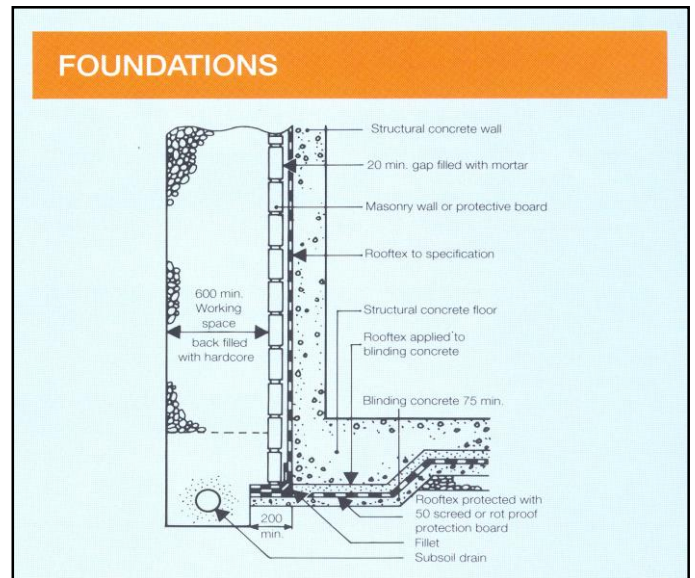 FOUNDATIONS
Structural concrete wall
20 min. gap filled with mortar
Masonry wall or protective board
Rooftex to specification
600 min.
Working
space
back filled
with hardcore
Structural concrete floor
Rooftex applied to
blinding concrete
Blinding concrete 75 min.
Rooftex protected with
50 screed or rot proof
protection board
200
min.
Fillet
Subsoil drain